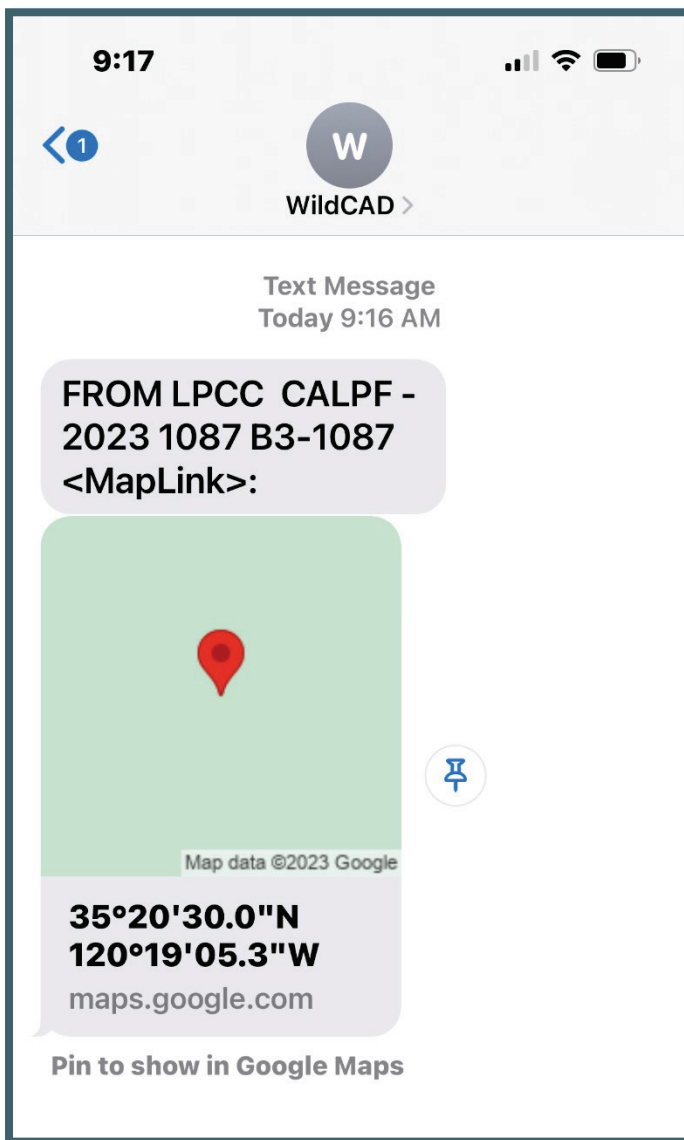 9:17
1
W
WildCAD
Text Message
Today 9:16 AM
FROM LPCC CALPF -
2023 1087 B3-1087
<MapLink>:
Map data ©2023 Google
35°20'30.0"N
120°19'05.3"W
maps.google.com
Pin to show in Google Maps